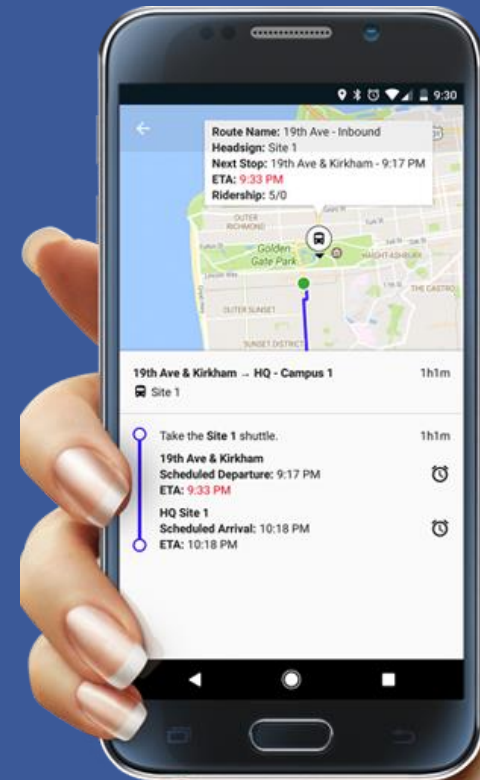 9:30
Route Name: 19th Ave - Inbound
Headsign: Site 1
Next Stop: 19th Ave & Kirkham - 9:17 PM
ETA: 9:33 PM
Ridership: 5/0
OUTER
RICHMOND
Golden
Gate Park
HAIGHT-ASHBURY
THE CASTRO
OUTER SUNSET
SUNSET DISTRICT
19th Ave & Kirkham → HQ - Campus 1 1h1m
Site 1
Take the Site 1 shuttle. 1h1m
19th Ave & Kirkham
Scheduled Departure: 9:17 PM
ETA: 9:33 PM
HQ Site 1
Scheduled Arrival: 10:18 PM
ETA: 10:18 PM